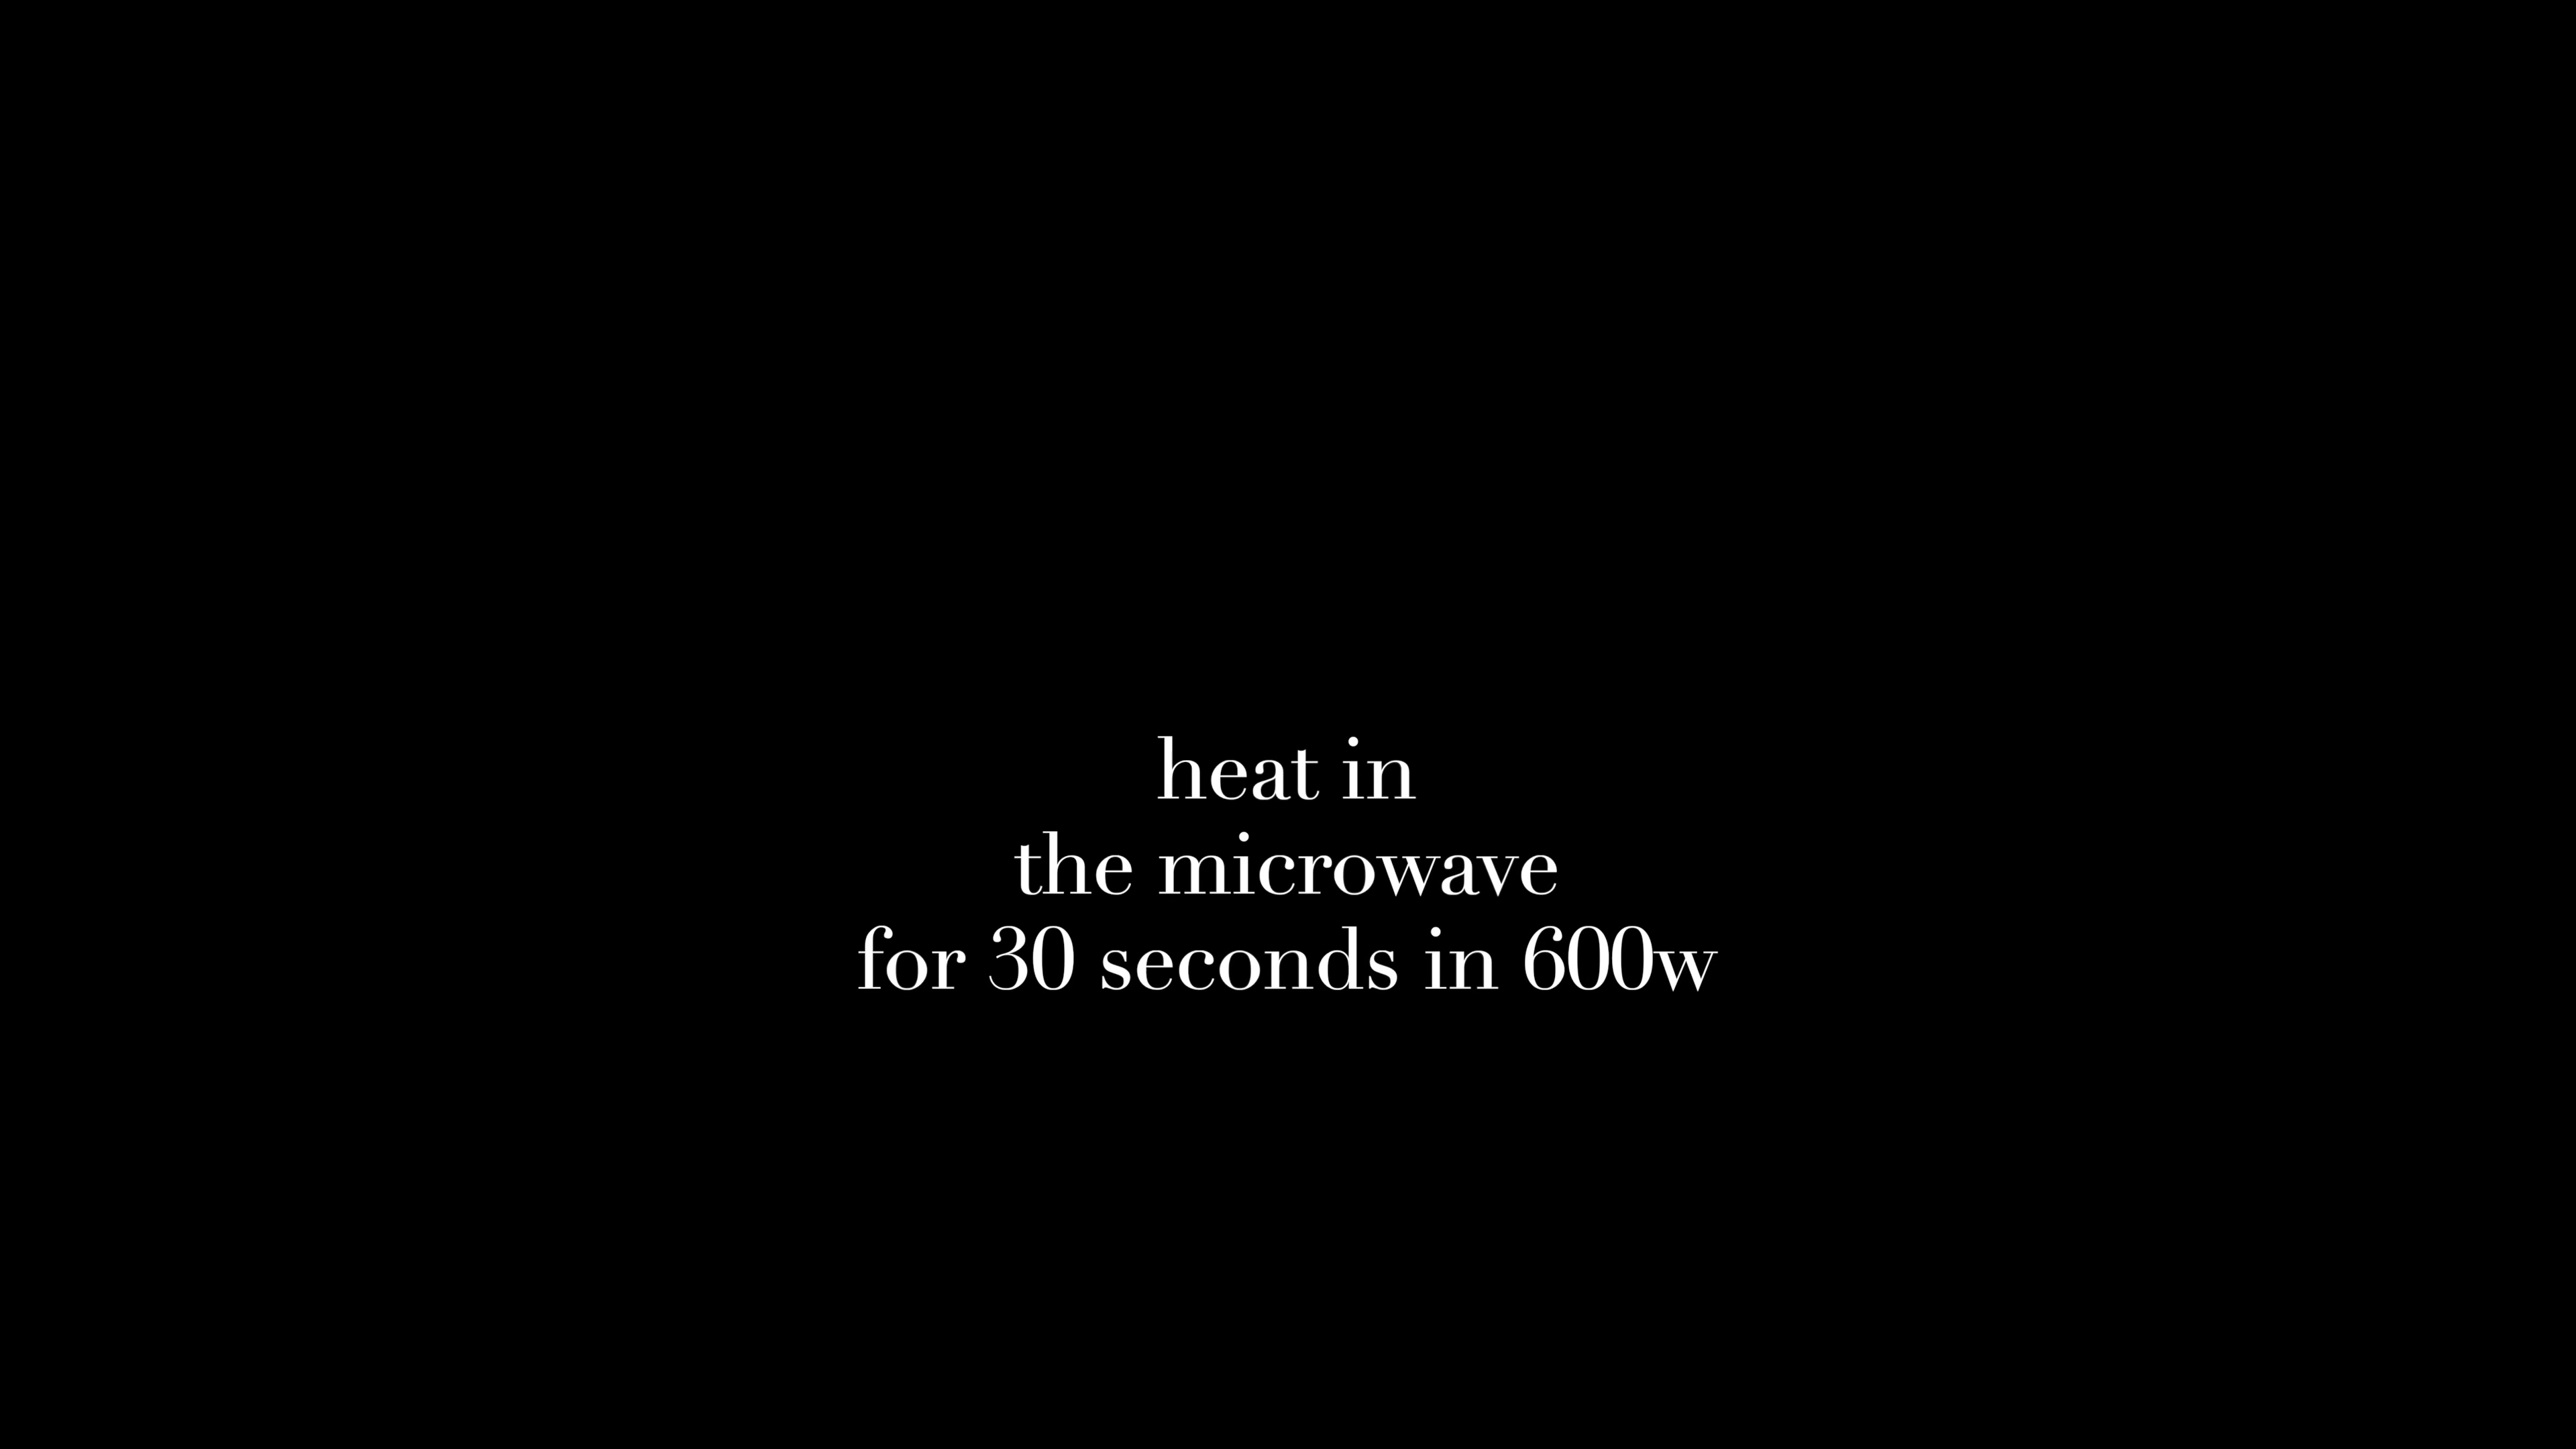 heat in
the microwave
for 30 seconds in 600w